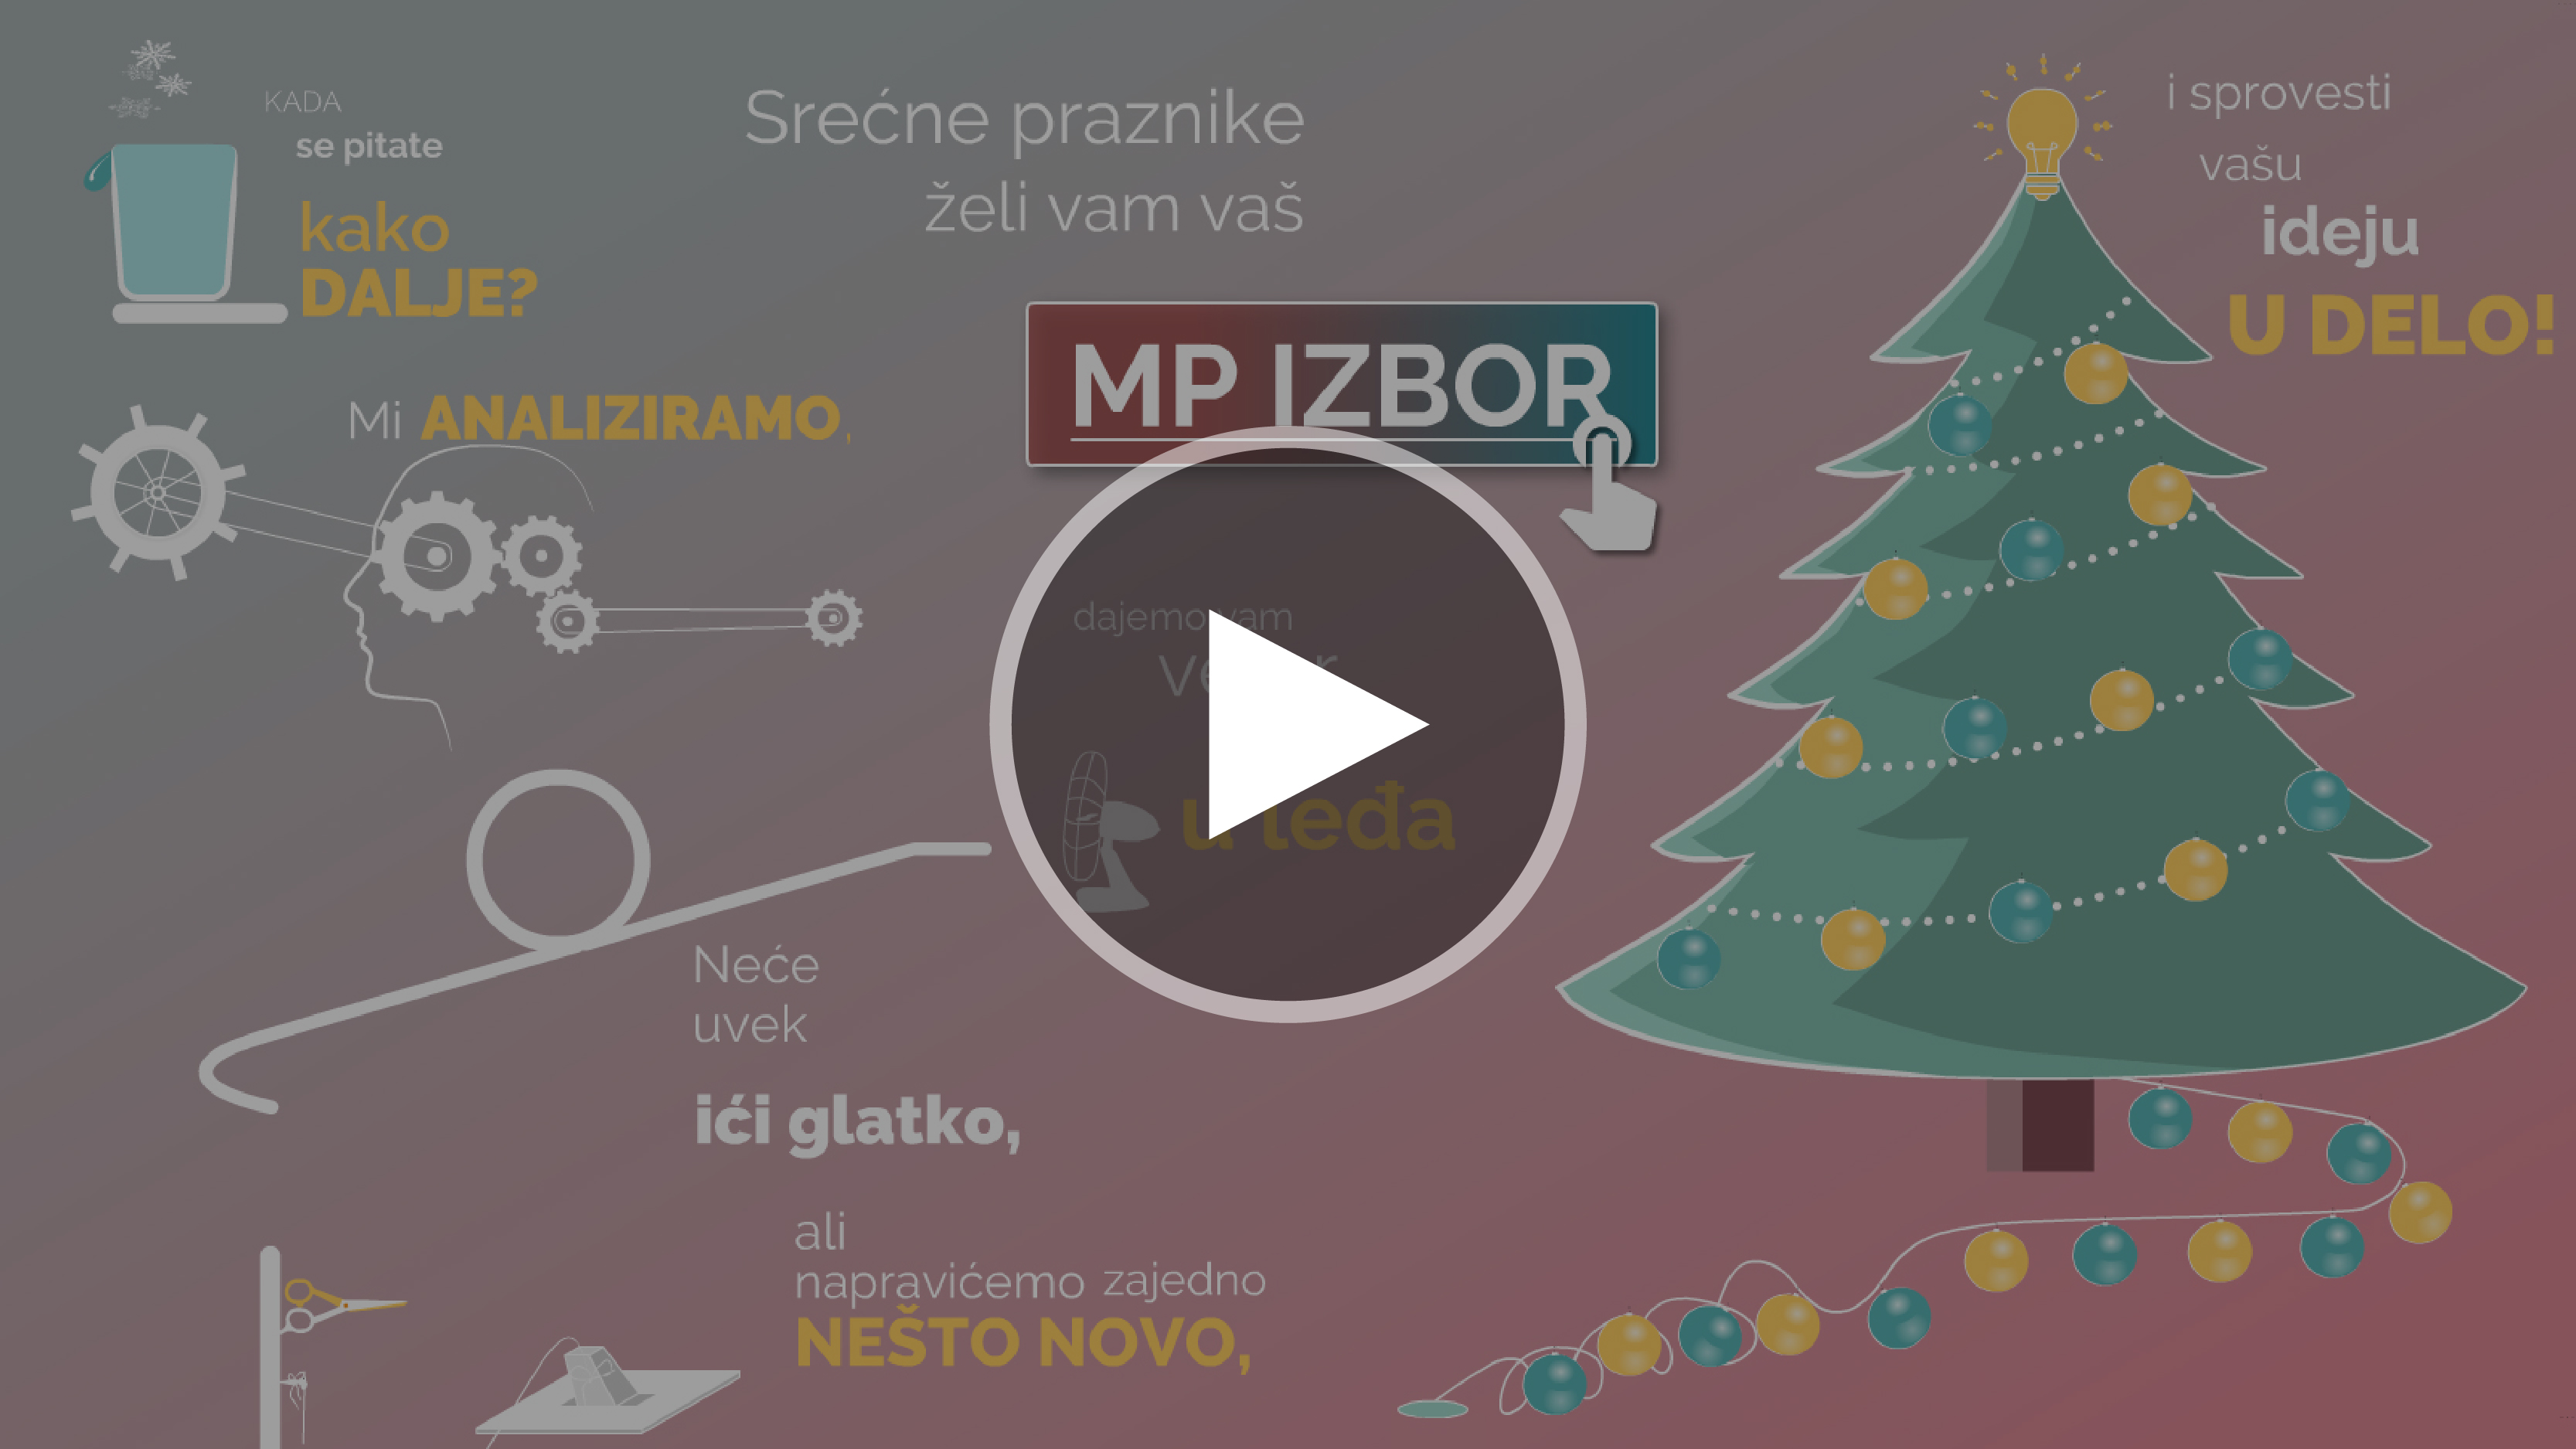 KADA
se pitate
kako
DALJE?
Mi ANALIZIRAMO,
Srećne praznike
želi vam vaš
MP IZBOR
dajemo vam
u leđa
Neće
uvek
ići glatko,
ali
napravićemo zajedno
NEŠTO NOVO,
i sprovesti
vašu
ideju
U DELO!